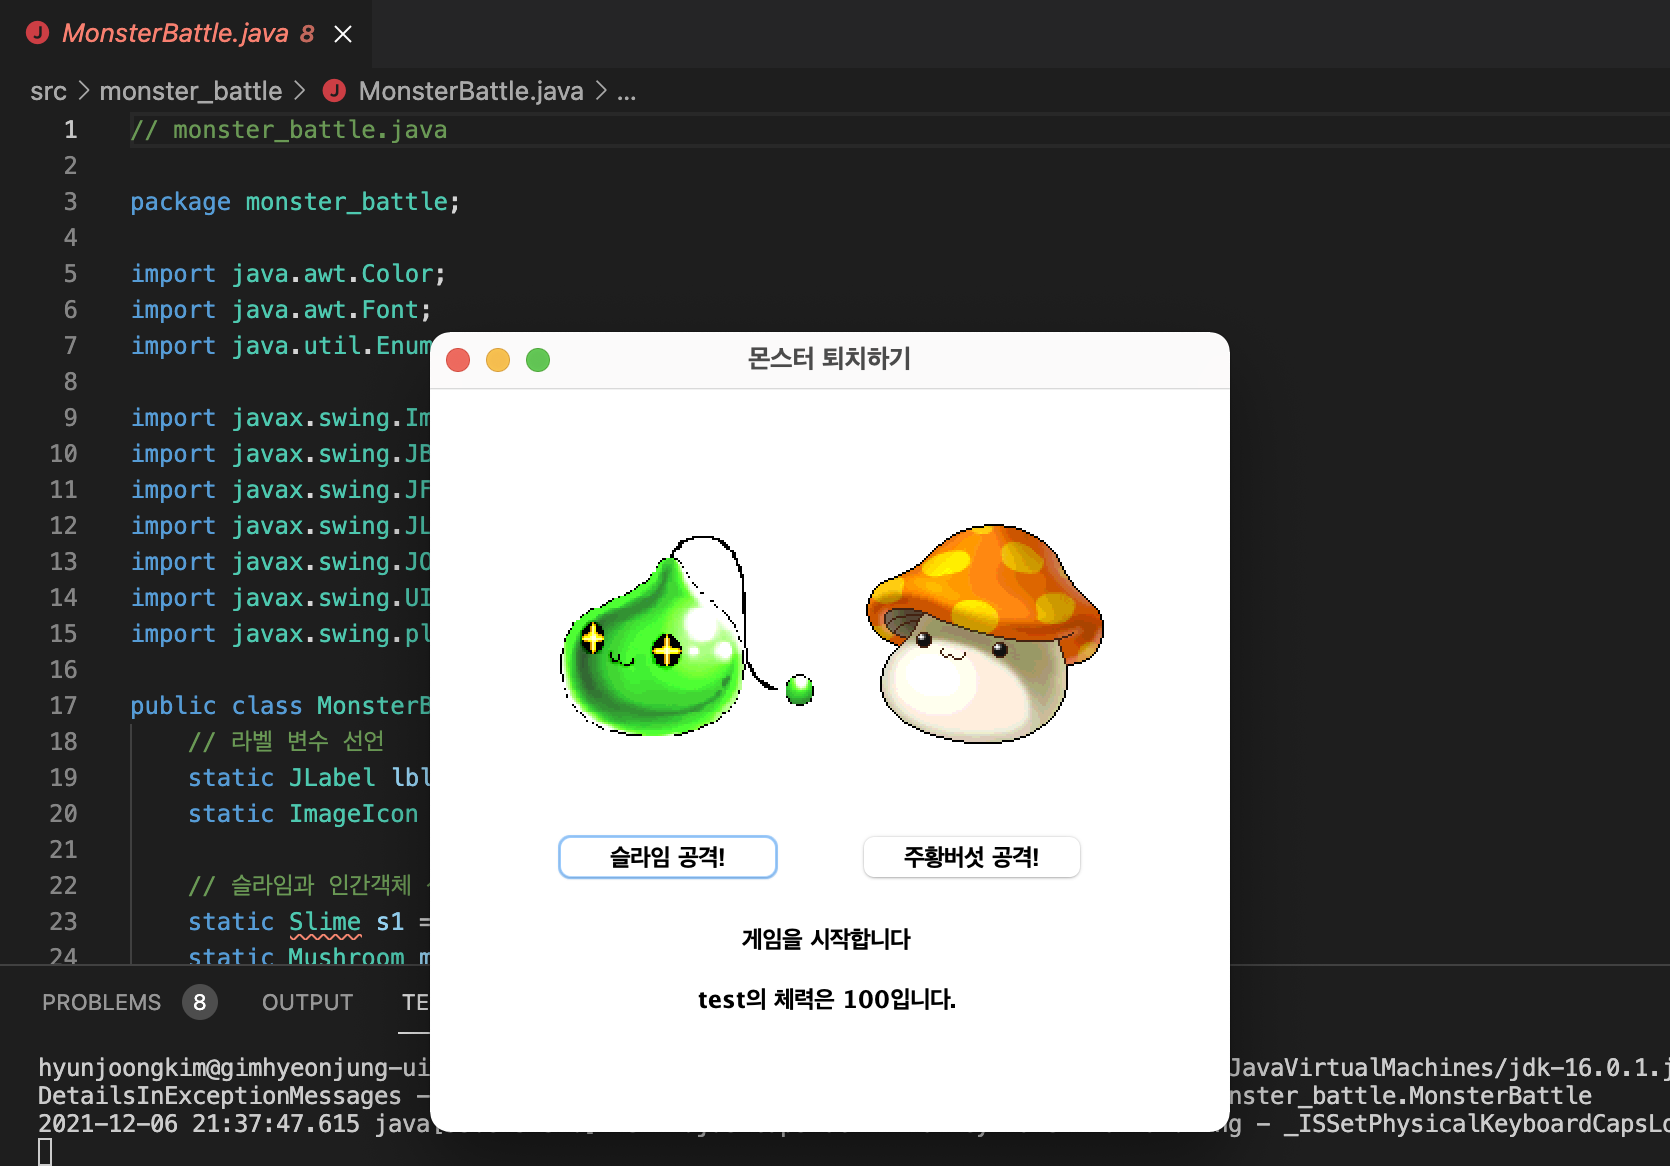 MonsterBattle.java 8
src > monster_battle > MonsterBattle.java > ...
1 // monster_battle.java
2
3 package monster_battle;
4
5 import java.awt.Color;
6 import java.awt.Font;
7 import java.util.Enum
8
9 import javax.swing.Im
10 import javax.swing.JB
11 import javax.swing.JF
12 import javax.swing.JL
13 import javax.swing.JO
14 import javax.swing.UI
15 import javax.swing.pl
16
17 public class MonsterB
18 // 라벨 변수 선언
19 static JLabel lbl
20 static ImageIcon
21
22 // 슬라임과 인간객체
23 static Slime s1 =
24 static Mushroom m
몬스터 퇴치하기
슬라임 공격! 주황버섯 공격!
게임을 시작합니다
test의 체력은 100입니다.
PROBLEMS 8 OUTPUT TE
hyunjoongkim@gimhyeonjung-ui JavaVirtualMachines/jdk-16.0.1.j
DetailsInExceptionMessages – nster_battle.MonsterBattle
2021-12-06 21:37:47.615 java ng – _ISSetPhysicalKeyboardCapsLo